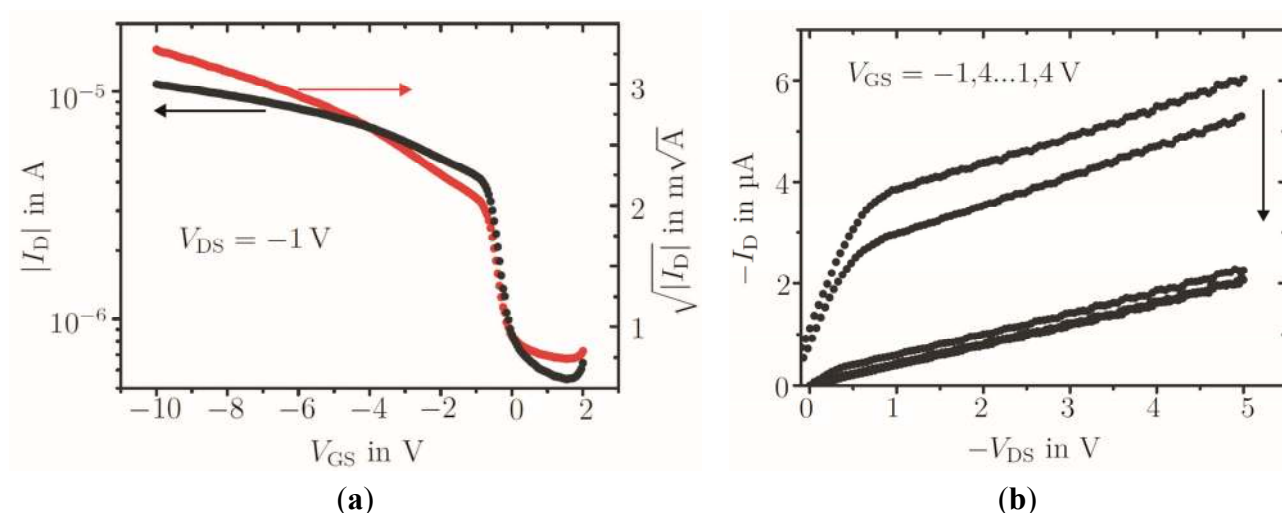 −10 −8 −6 −4 −2 0 2
10⁻⁵
10⁻⁶
|I_D| in A
V_DS = −1 V
3
2
1
√|I_D| in m√A
V_GS in V
(a)
V_GS = −1,4...1,4 V
6
4
2
0
−I_D in µA
0 1 2 3 4 5
−V_DS in V
(b)